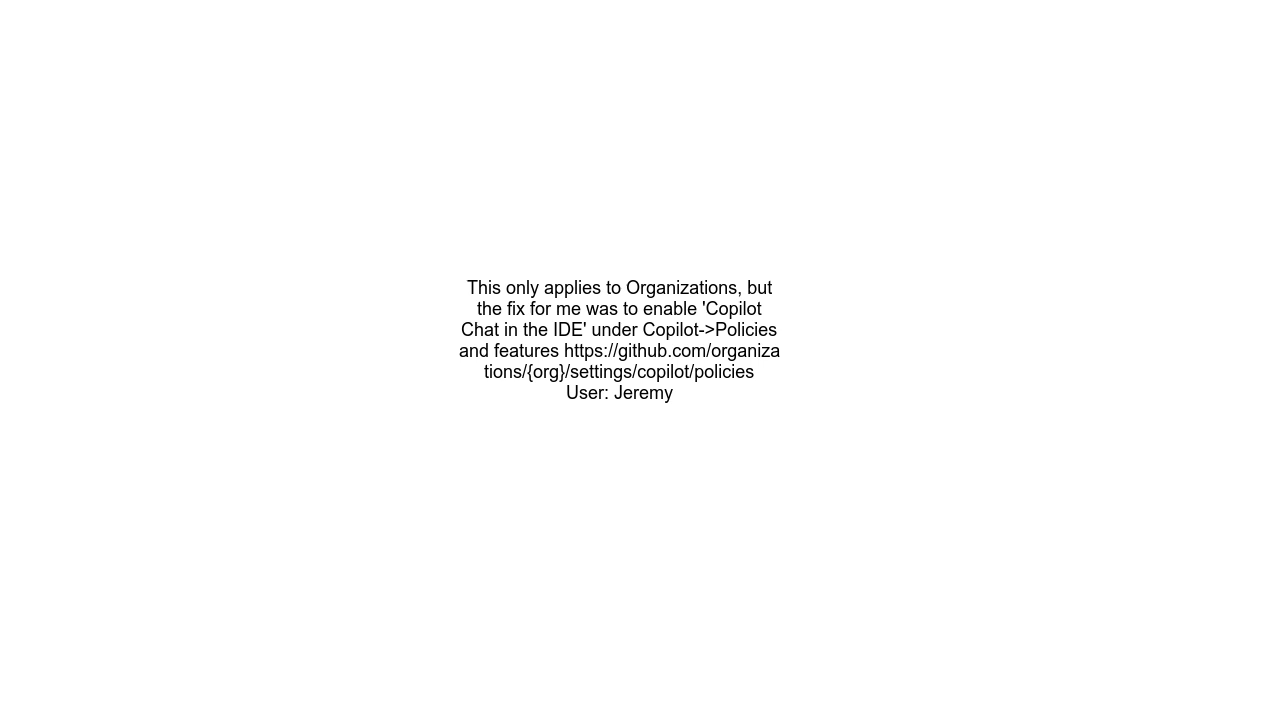 This only applies to Organizations, but
the fix for me was to enable 'Copilot
Chat in the IDE' under Copilot->Policies
and features https://github.com/organiza
tions/{org}/settings/copilot/policies
User: Jeremy